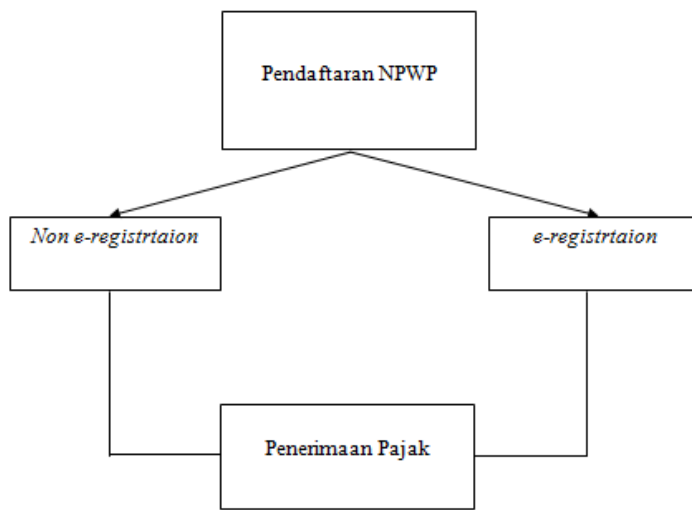 Pendaftaran NPWP
Non e-registrtaion
e-registrtaion
Penerimaan Pajak